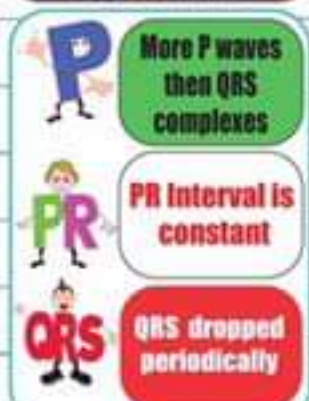 P
More P waves
then QRS
complexes
PR
PR Interval is
constant
QRS
QRS dropped
periodically